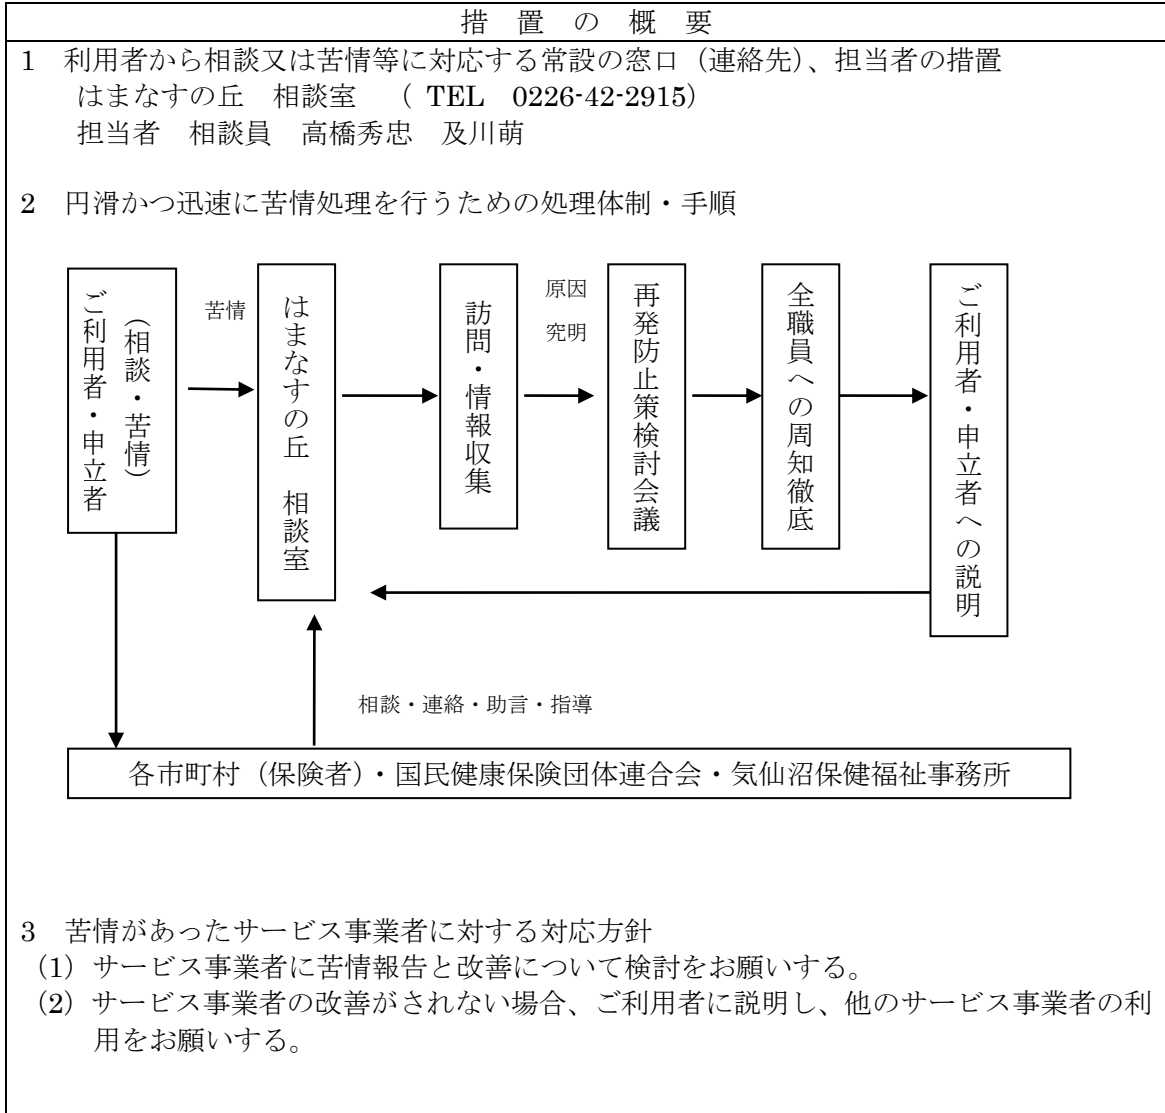 措 置 の 概 要
1 利用者から相談又は苦情等に対応する常設の窓口（連絡先）、担当者の措置
はまなすの丘 相談室 （ TEL 0226-42-2915）
担当者 相談員 高橋秀忠 及川萌
2 円滑かつ迅速に苦情処理を行うための処理体制・手順
（相談・苦情）
ご利用者・申立者
苦情
はまなすの丘 相談室
訪問・情報収集
原因
究明
再発防止策検討会議
全職員への周知徹底
ご利用者・申立者への説明
相談・連絡・助言・指導
各市町村（保険者）・国民健康保険団体連合会・気仙沼保健福祉事務所
3 苦情があったサービス事業者に対する対応方針
（1）サービス事業者に苦情報告と改善について検討をお願いする。
（2）サービス事業者の改善がされない場合、ご利用者に説明し、他のサービス事業者の利
用をお願いする。